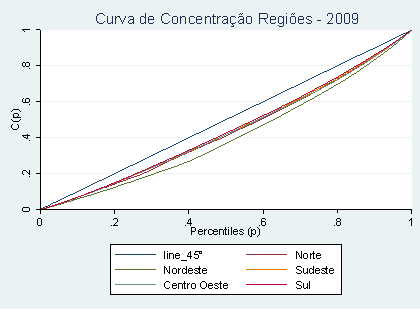 Curva de Concentração Regiões - 2009
C(p)
1
.8
.6
.4
.2
0
0 .2 .4 .6 .8 1
Percentiles (p)
line_45° Norte
Nordeste Sudeste
Centro Oeste Sul